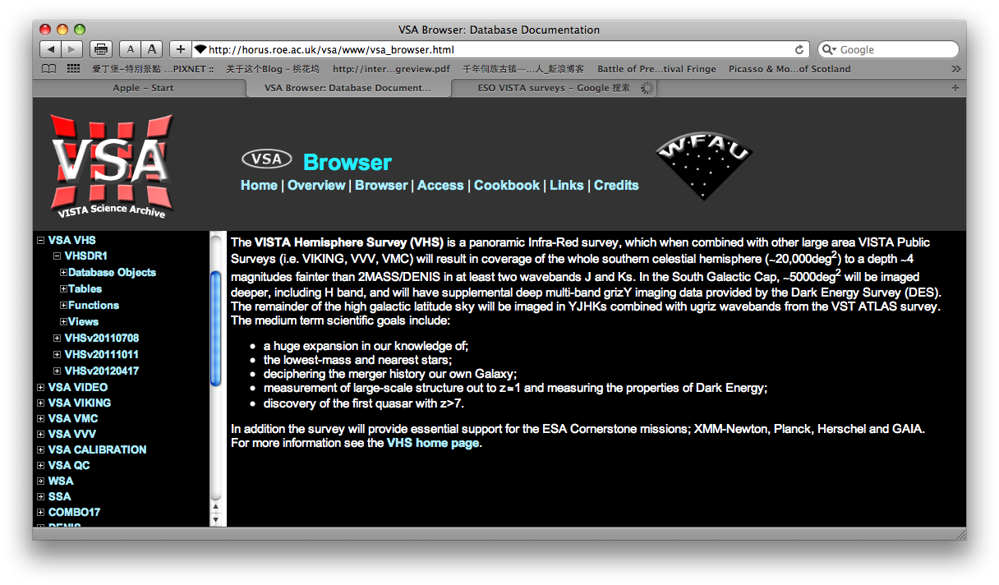 VSA Browser: Database Documentation
A A + http://horus.roe.ac.uk/vsa/www/vsa_browser.html Google
愛丁堡–特別景點 ...PIXNET :: 关于这个Blog – 桃花坞 http://inter...greview.pdf 千年侗族古镇—...人_新浪博客 Battle of Pre...tival Fringe Picasso & Mo...of Scotland >>
Apple – Start VSA Browser: Database Document... ESO VISTA surveys – Google 搜索 +
VSA
VISTA Science Archive
VSA Browser
WFAU
Home | Overview | Browser | Access | Cookbook | Links | Credits
VSA VHS
VHSDR1
Database Objects
Tables
Functions
Views
VHSv20110708
VHSv20111011
VHSv20120417
VSA VIDEO
VSA VIKING
VSA VMC
VSA VVV
VSA CALIBRATION
VSA QC
WSA
SSA
COMBO17
DENIS
The VISTA Hemisphere Survey (VHS) is a panoramic Infra-Red survey, which when combined with other large area VISTA Public
Surveys (i.e. VIKING, VVV, VMC) will result in coverage of the whole southern celestial hemisphere (~20,000deg²) to a depth ~4
magnitudes fainter than 2MASS/DENIS in at least two wavebands J and Ks. In the South Galactic Cap, ~5000deg² will be imaged
deeper, including H band, and will have supplemental deep multi-band grizY imaging data provided by the Dark Energy Survey (DES).
The remainder of the high galactic latitude sky will be imaged in YJHKs combined with ugriz wavebands from the VST ATLAS survey.
The medium term scientific goals include:
• a huge expansion in our knowledge of;
• the lowest-mass and nearest stars;
• deciphering the merger history our own Galaxy;
• measurement of large-scale structure out to z≃1 and measuring the properties of Dark Energy;
• discovery of the first quasar with z>7.
In addition the survey will provide essential support for the ESA Cornerstone missions; XMM-Newton, Planck, Herschel and GAIA.
For more information see the VHS home page.